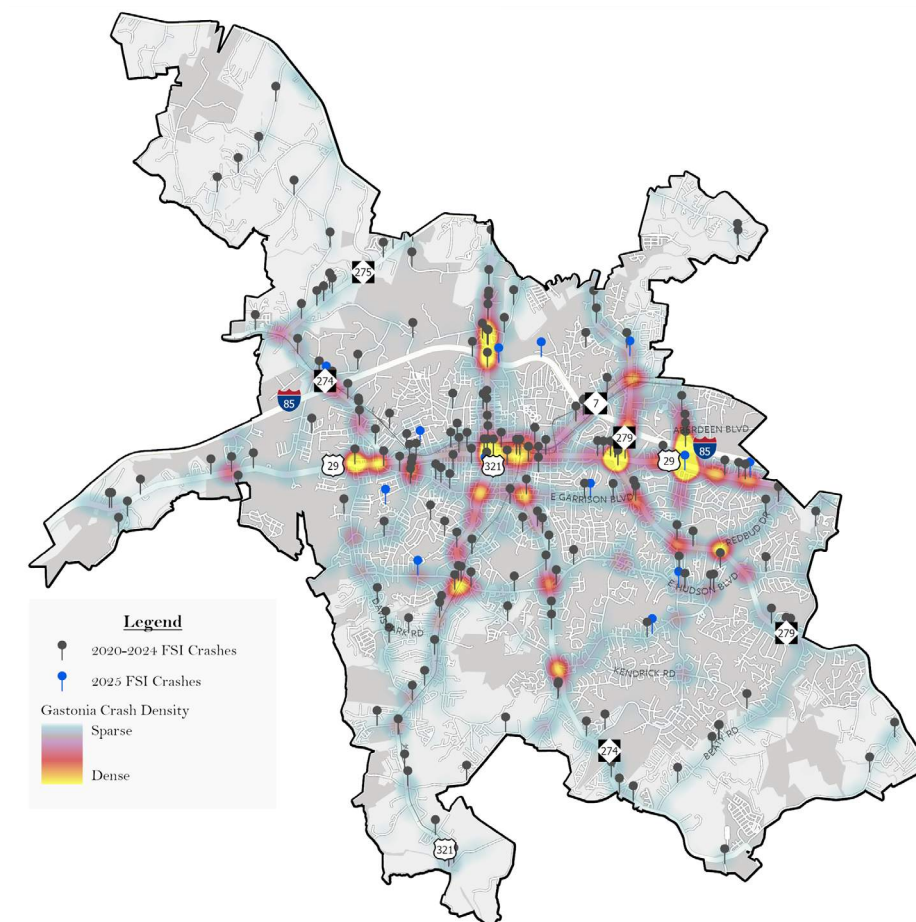 275
274
85
7
279
ABERDEEN BLVD
85
29
321
29
E GARRISON BLVD
REDBUD DR
E HUDSON BLVD
279
KENDRICK RD
BEATY RD
274
321
Legend
2020-2024 FSI Crashes
2025 FSI Crashes
Gastonia Crash Density
Sparse
Dense